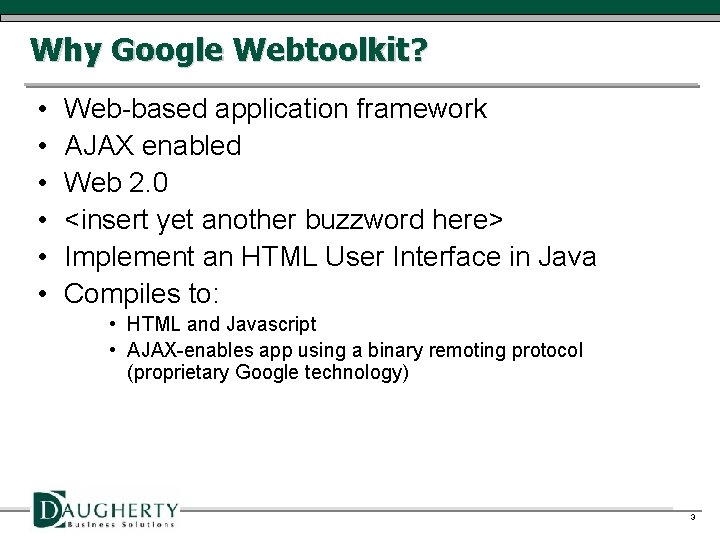 Why Google Webtoolkit?
• Web-based application framework
• AJAX enabled
• Web 2.0
• <insert yet another buzzword here>
• Implement an HTML User Interface in Java
• Compiles to:
• HTML and Javascript
• AJAX-enables app using a binary remoting protocol
(proprietary Google technology)
DAUGHERTY
Business Solutions
3